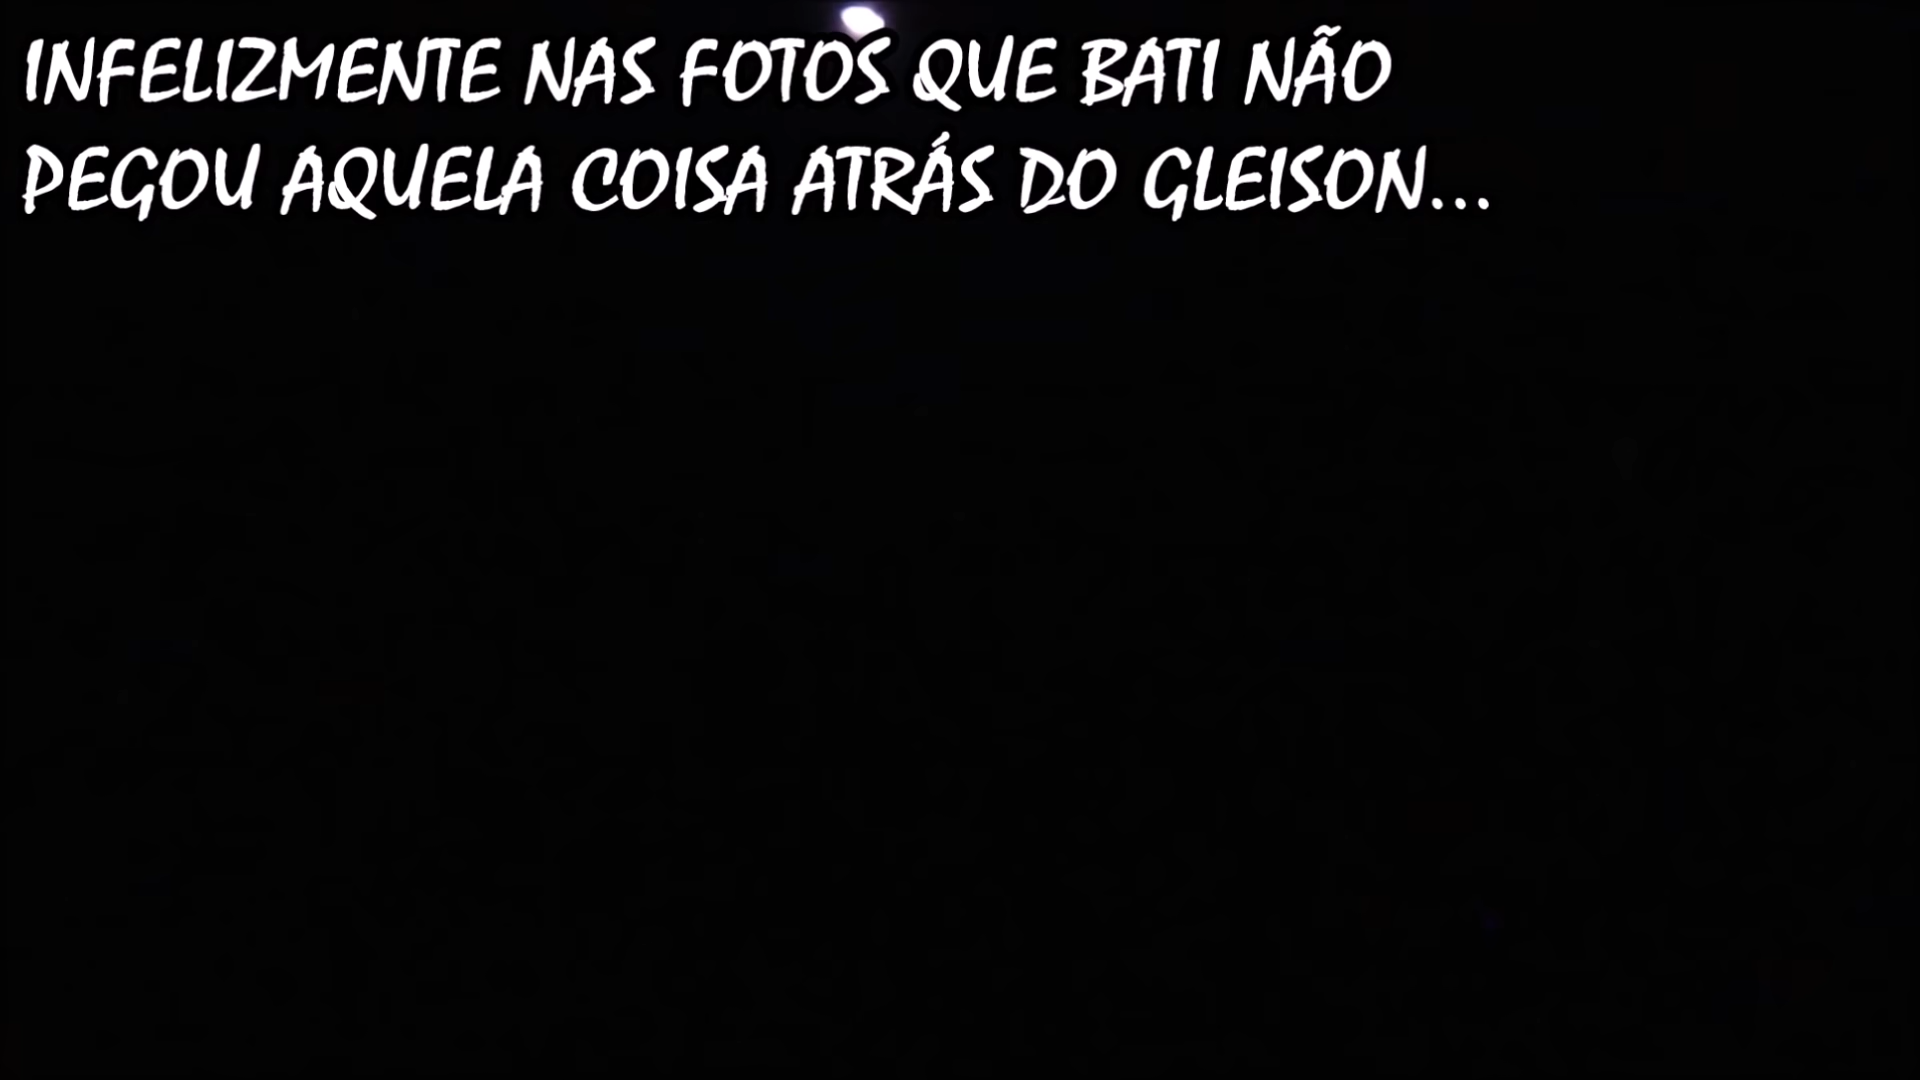 INFELIZMENTE NAS FOTOS QUE BATI NÃO
PEGOU AQUELA COISA ATRÁS DO GLEISON...